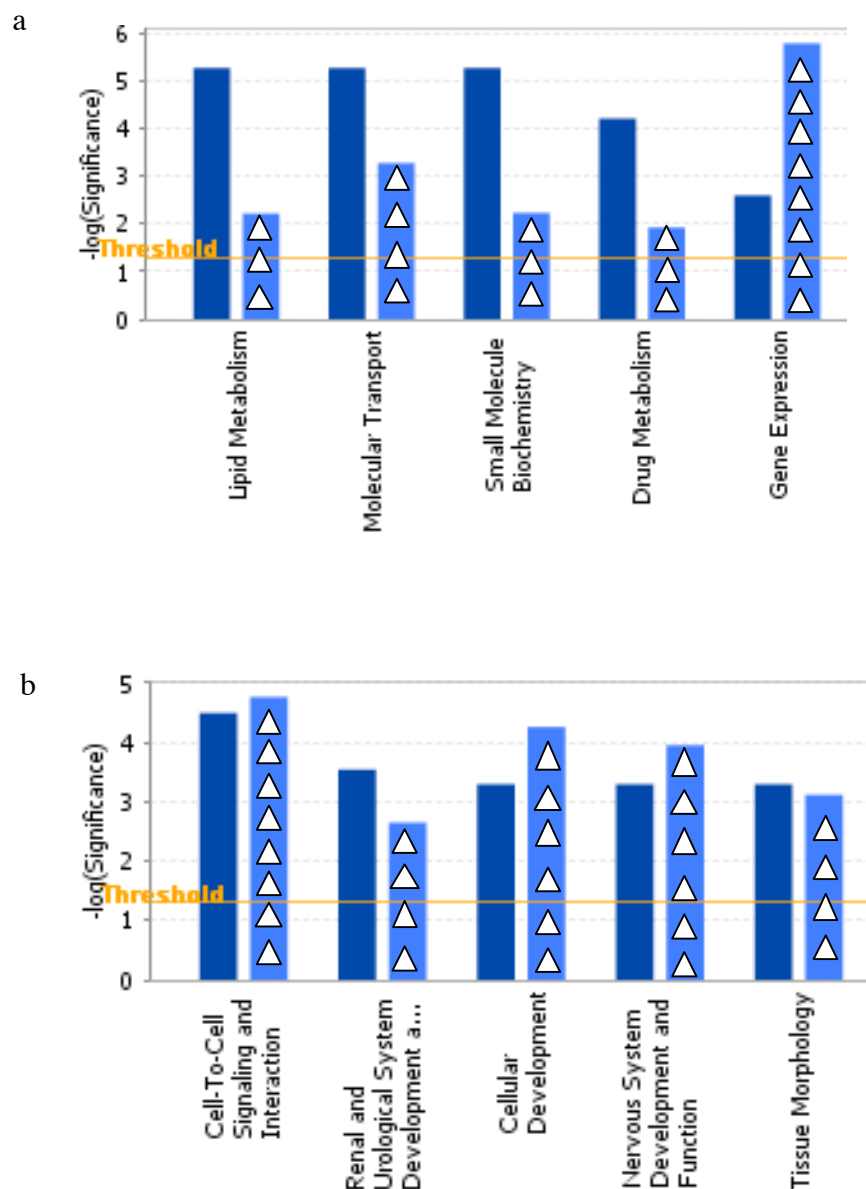 a
6
5
4
3
2
1
0
-log(Significance)
Threshold
Lipid Metabolism
Molecular Transport
Small Molecule
Biochemistry
Drug Metabolism
Gene Expression
b
5
4
3
2
1
0
-log(Significance)
Threshold
Cell-To-Cell
Signaling and
Interaction
Renal and
Urological System
Development a...
Cellular
Development
Nervous System
Development and
Function
Tissue Morphology